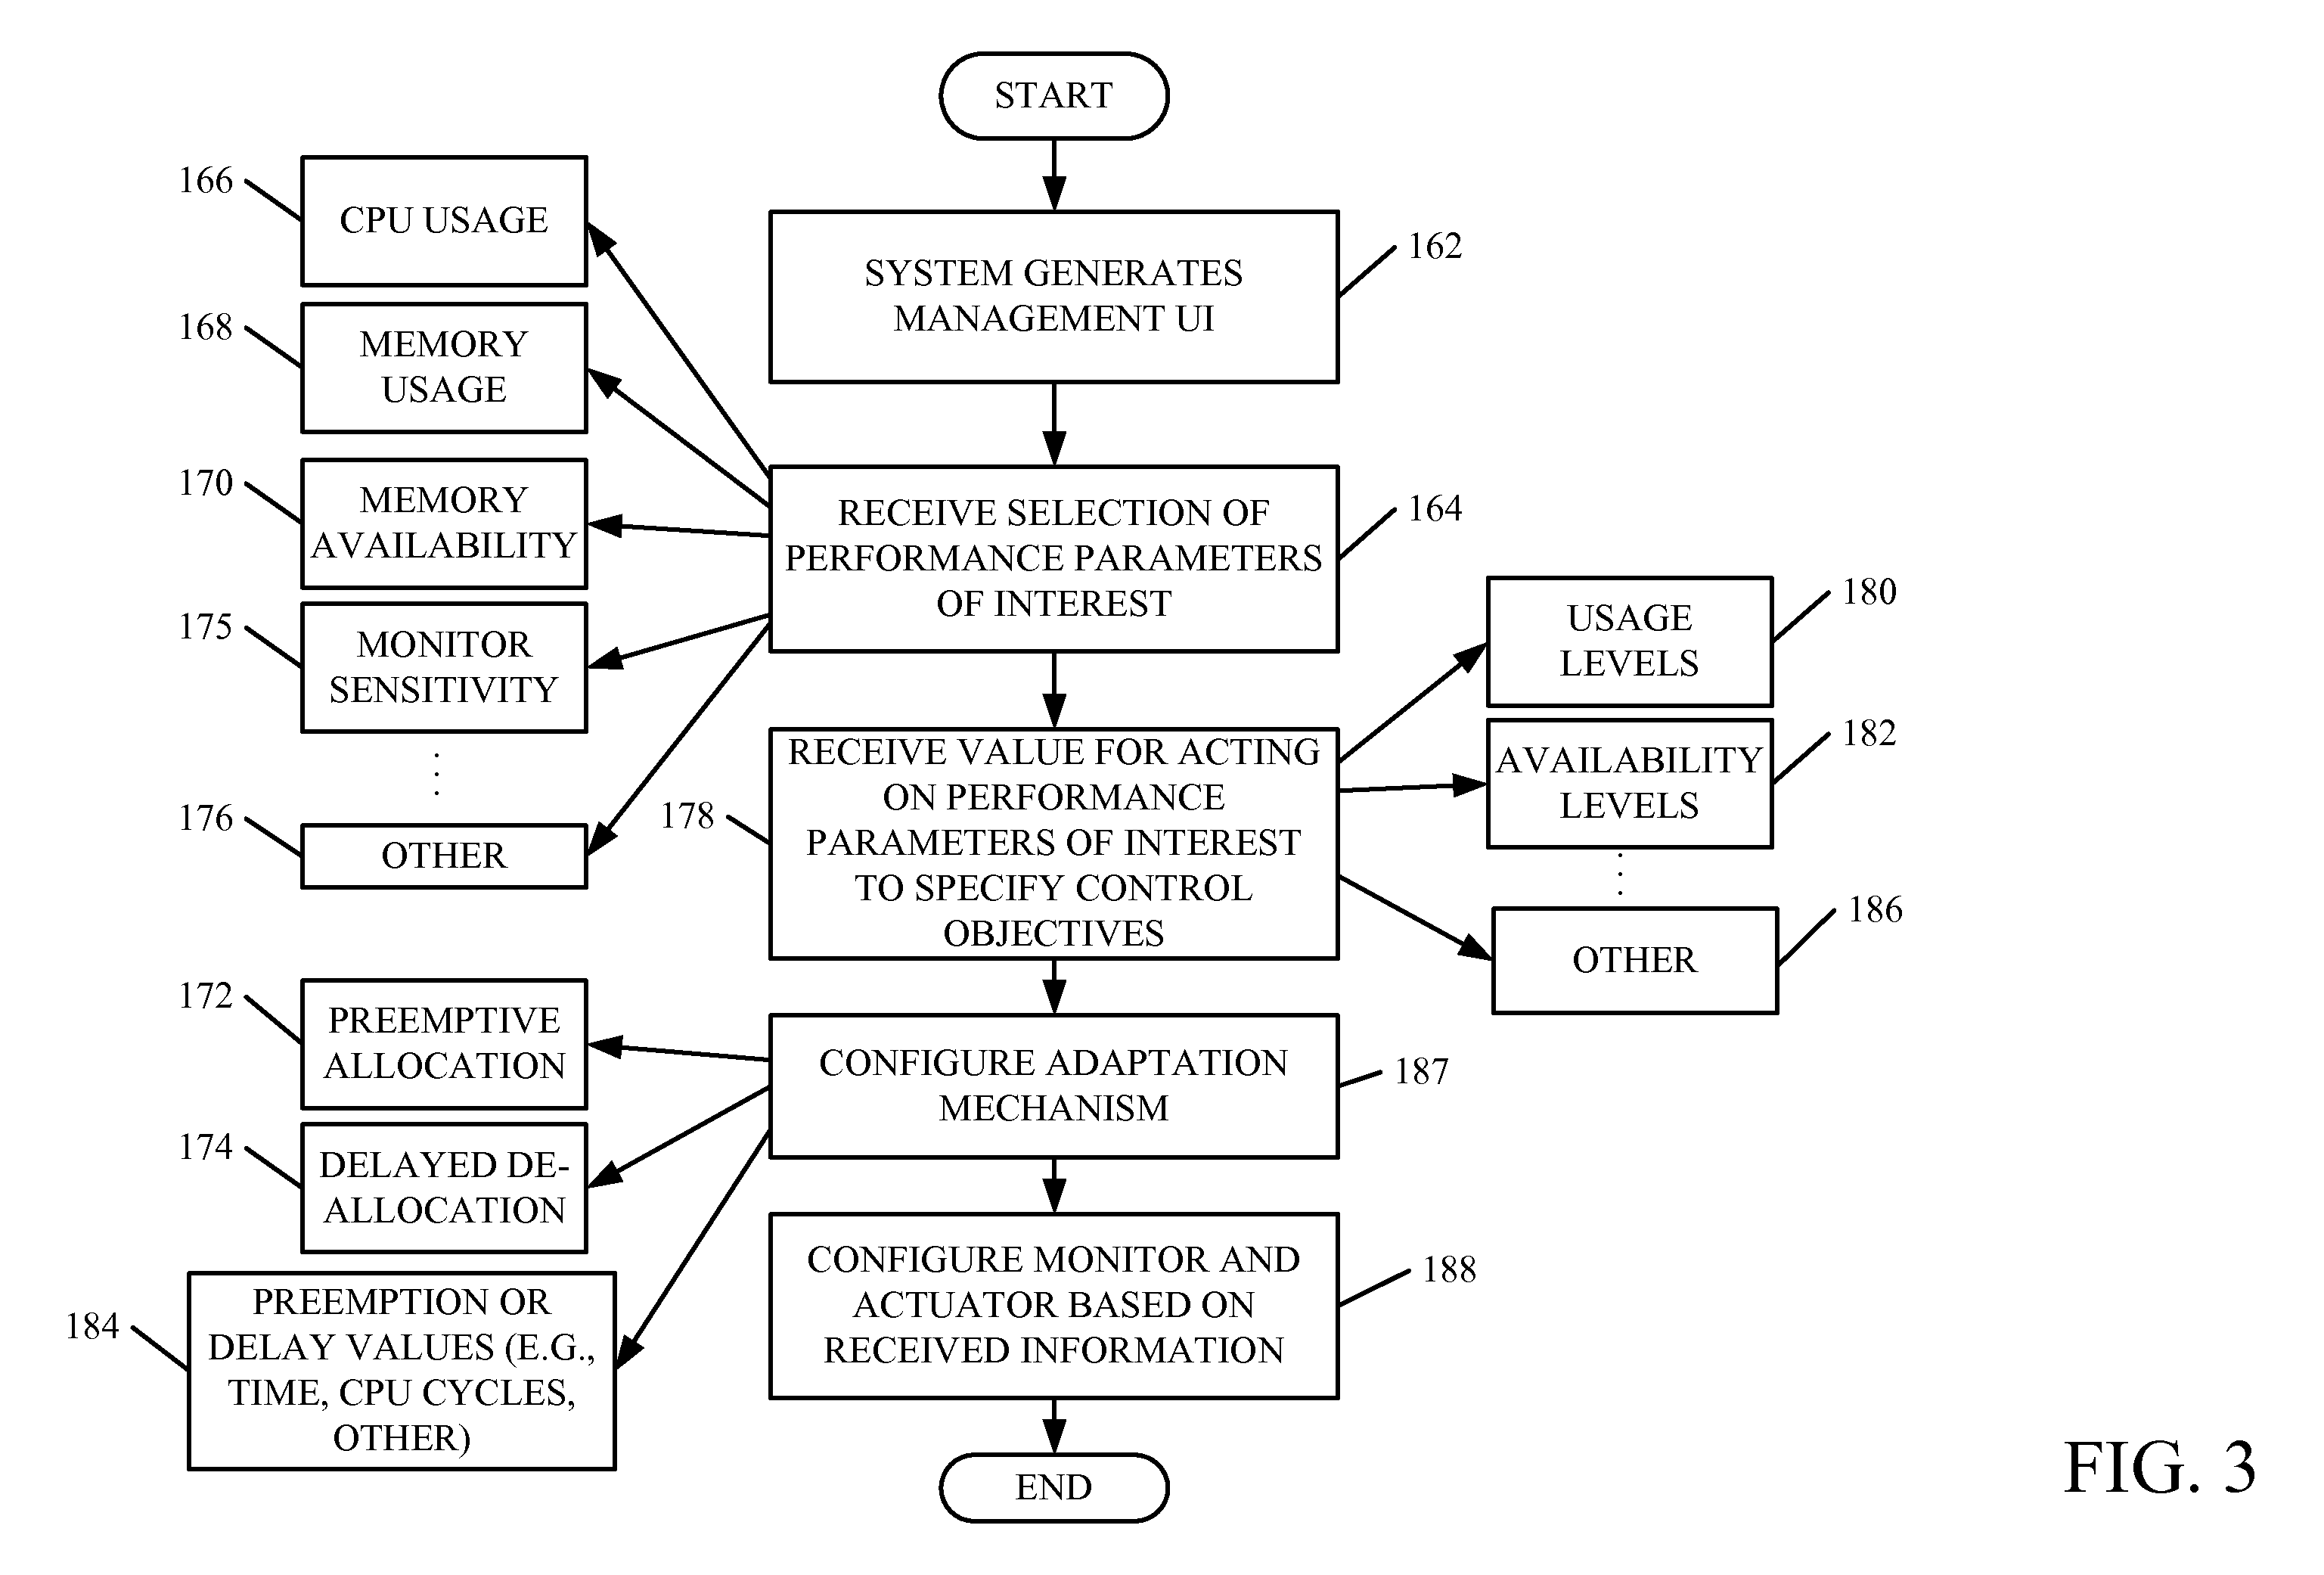 START
166
CPU USAGE
SYSTEM GENERATES
MANAGEMENT UI
162
168
MEMORY
USAGE
170
MEMORY
AVAILABILITY
RECEIVE SELECTION OF
PERFORMANCE PARAMETERS
OF INTEREST
164
175
MONITOR
SENSITIVITY
USAGE
LEVELS
180
RECEIVE VALUE FOR ACTING
ON PERFORMANCE
PARAMETERS OF INTEREST
TO SPECIFY CONTROL
OBJECTIVES
178
AVAILABILITY
LEVELS
182
176
OTHER
OTHER
186
172
PREEMPTIVE
ALLOCATION
CONFIGURE ADAPTATION
MECHANISM
187
174
DELAYED DE-
ALLOCATION
CONFIGURE MONITOR AND
ACTUATOR BASED ON
RECEIVED INFORMATION
188
184
PREEMPTION OR
DELAY VALUES (E.G.,
TIME, CPU CYCLES,
OTHER)
END
FIG. 3